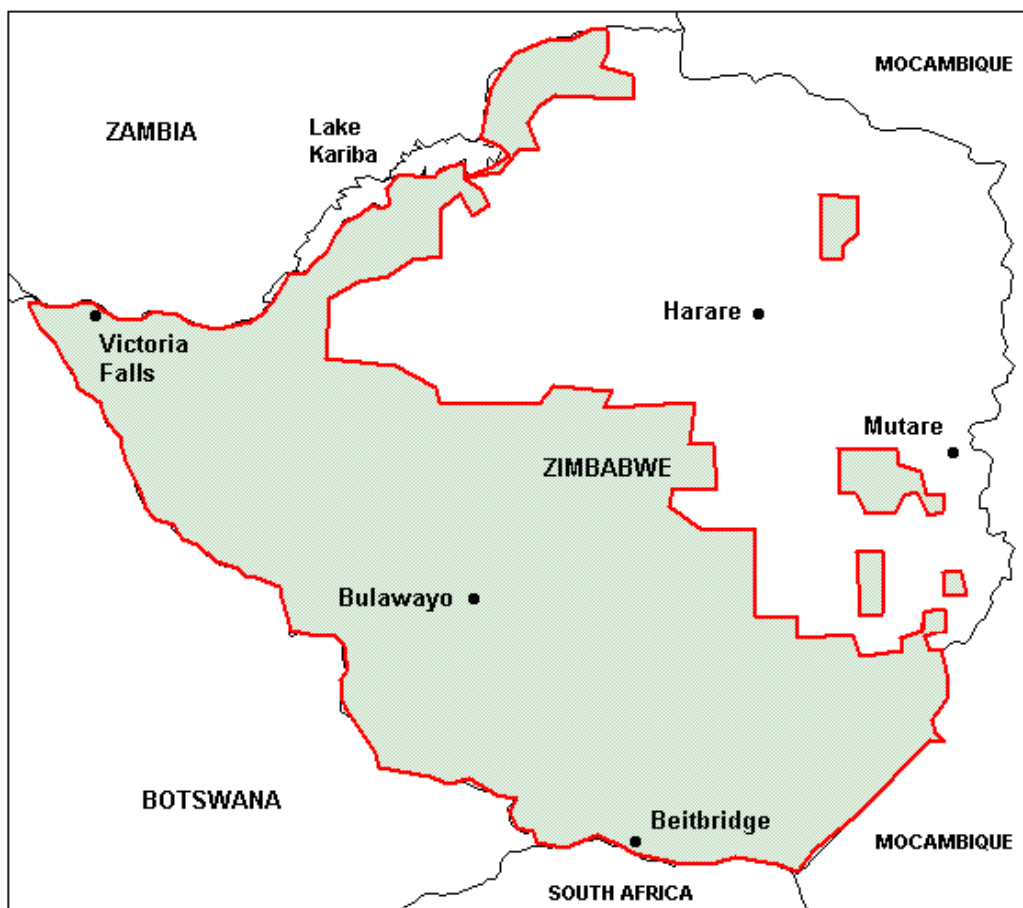 MOCAMBIQUE
ZAMBIA
Lake
Kariba
Harare
Victoria
Falls
Mutare
ZIMBABWE
Bulawayo
BOTSWANA
Beitbridge
MOCAMBIQUE
SOUTH AFRICA